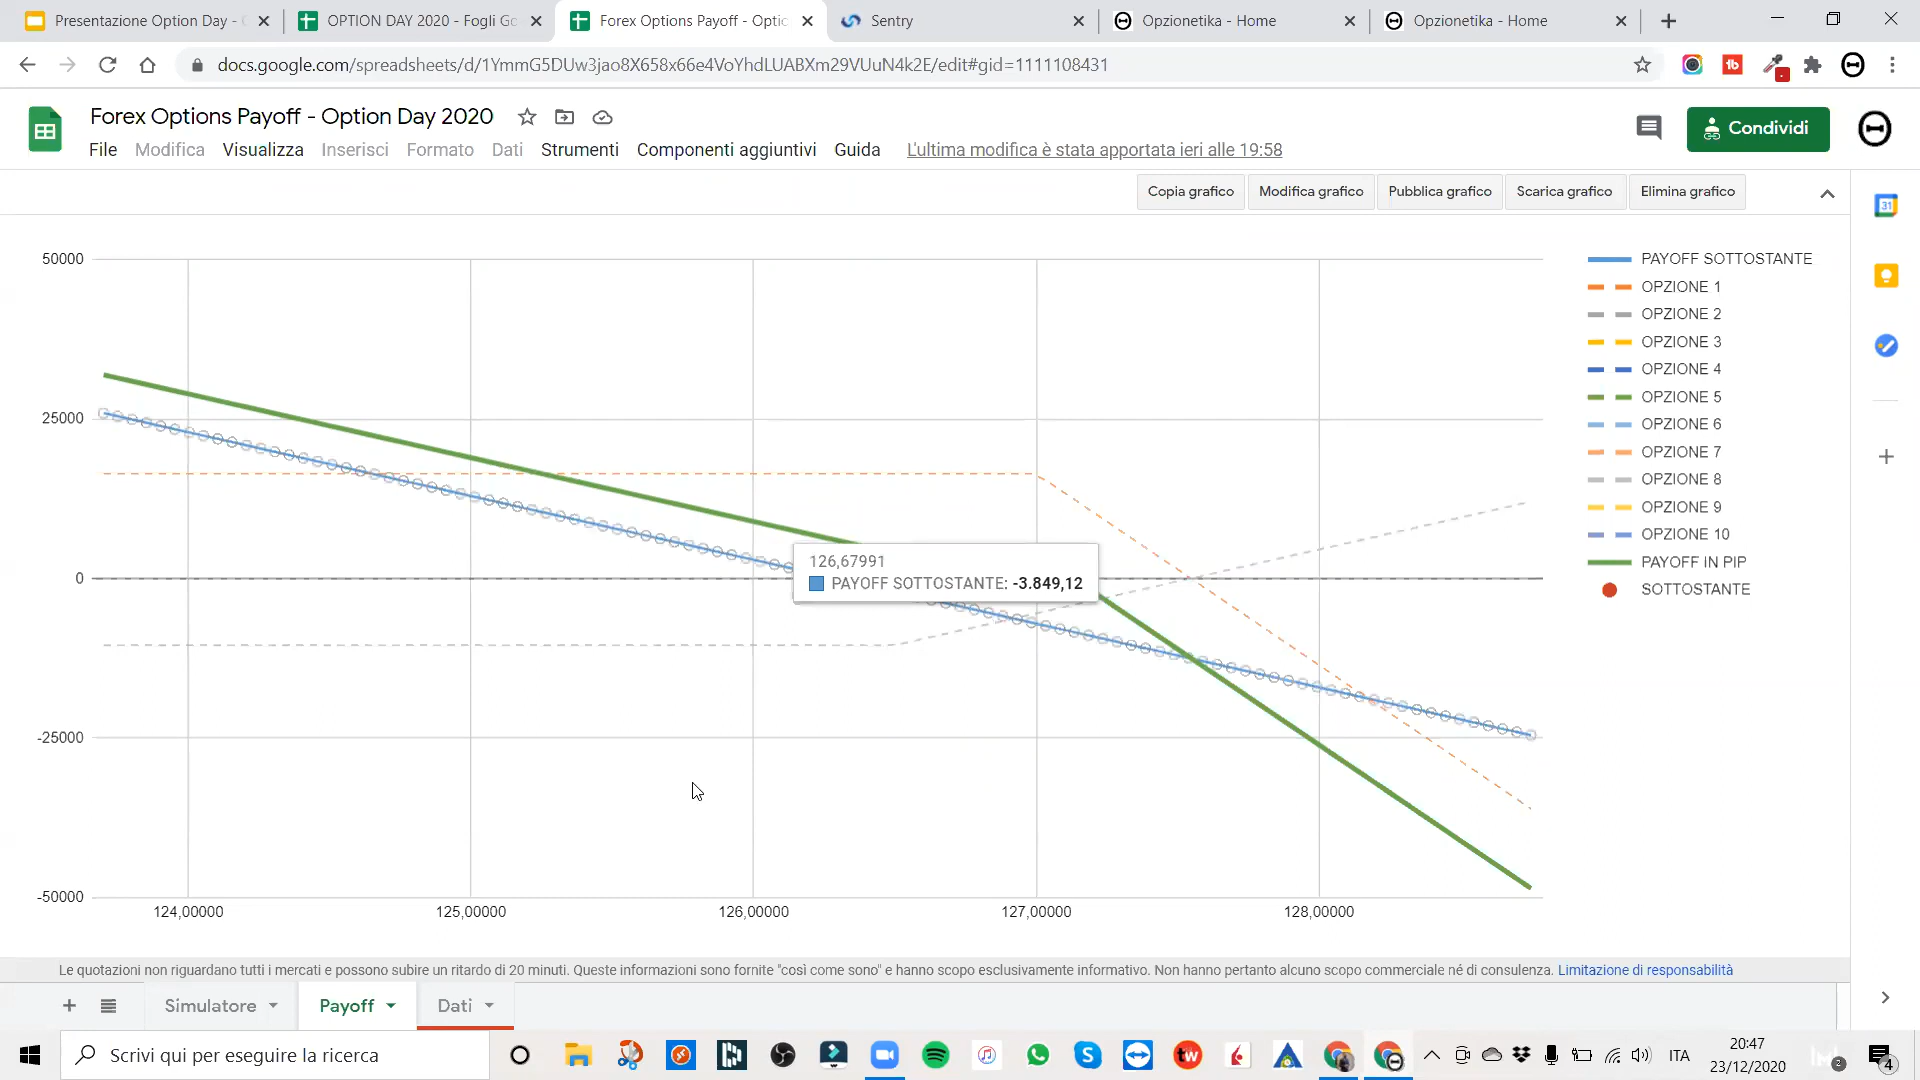 Presentazione Option Day -
OPTION DAY 2020 - Fogli Go
Forex Options Payoff - Optio
Sentry
Opzionetika - Home
Opzionetika - Home
docs.google.com/spreadsheets/d/1YmmG5DUw3jao8X658x66e4VoYhdLUABXm29VUuN4k2E/edit#gid=1111108431
Forex Options Payoff - Option Day 2020
File Modifica Visualizza Inserisci Formato Dati Strumenti Componenti aggiuntivi Guida L'ultima modifica è stata apportata ieri alle 19:58
Condividi
Copia grafico Modifica grafico Pubblica grafico Scarica grafico Elimina grafico
50000
25000
0
-25000
-50000
124,00000 125,00000 126,00000 127,00000 128,00000
126,67991
PAYOFF SOTTOSTANTE: -3.849,12
PAYOFF SOTTOSTANTE
OPZIONE 1
OPZIONE 2
OPZIONE 3
OPZIONE 4
OPZIONE 5
OPZIONE 6
OPZIONE 7
OPZIONE 8
OPZIONE 9
OPZIONE 10
PAYOFF IN PIP
SOTTOSTANTE
31
Le quotazioni non riguardano tutti i mercati e possono subire un ritardo di 20 minuti. Queste informazioni sono fornite "così come sono" e hanno scopo esclusivamente informativo. Non hanno pertanto alcuno scopo commerciale né di consulenza. Limitazione di responsabilità
Simulatore Payoff Dati
Scrivi qui per eseguire la ricerca
tw
ITA
20:47
23/12/2020
2
4